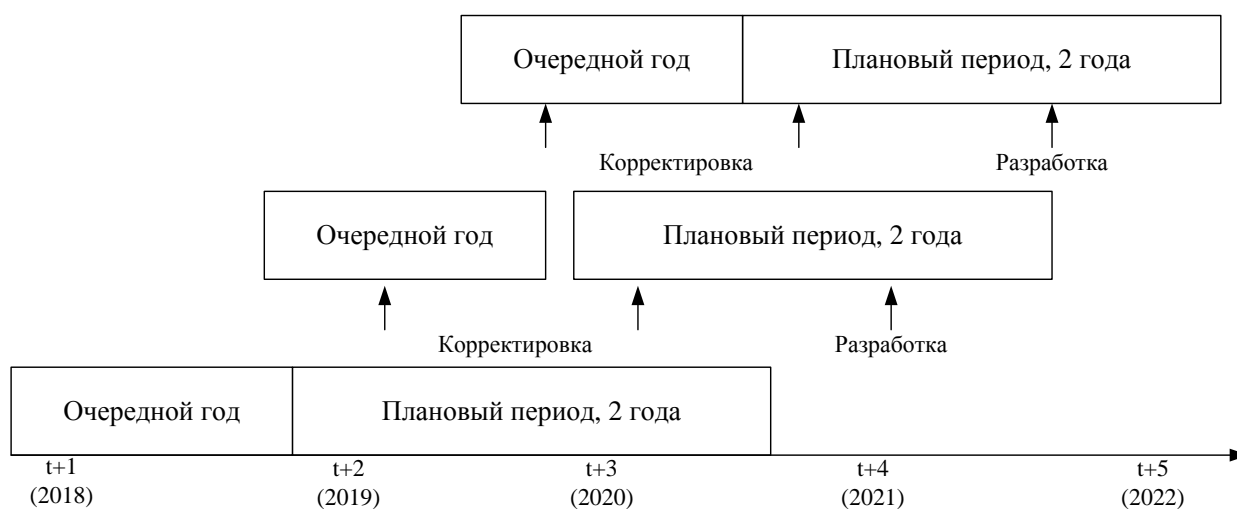 Очередной год
Плановый период, 2 года
Корректировка
Разработка
Очередной год
Плановый период, 2 года
Корректировка
Разработка
Очередной год
Плановый период, 2 года
t+1
(2018)
t+2
(2019)
t+3
(2020)
t+4
(2021)
t+5
(2022)